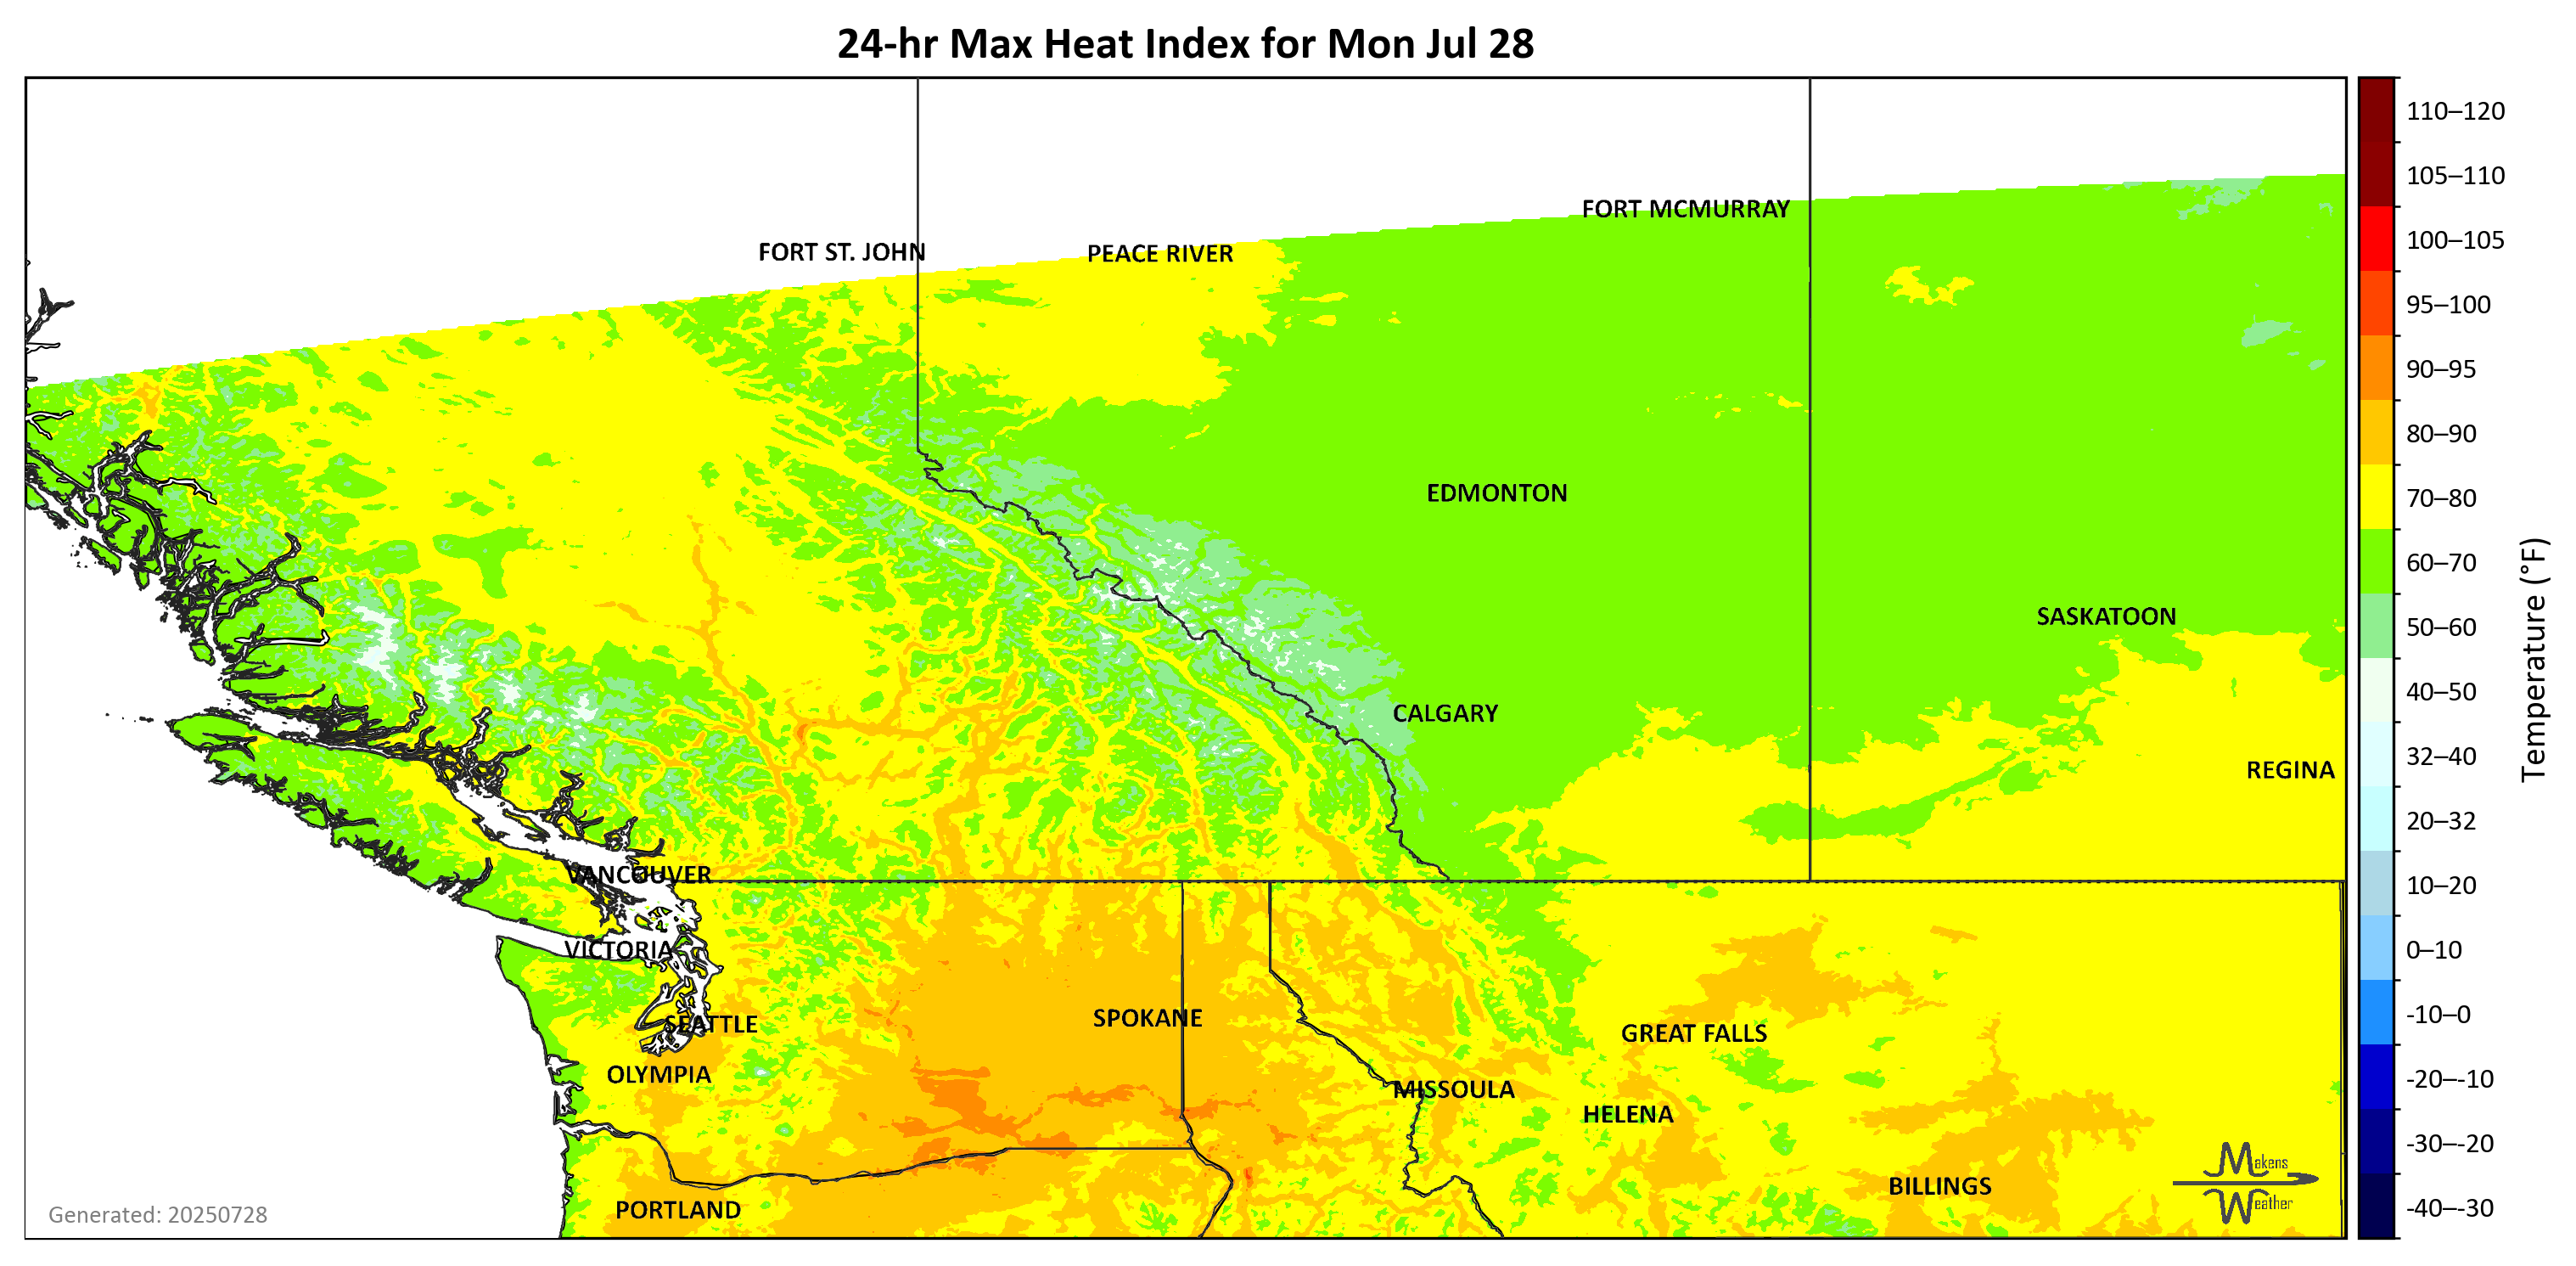 24-hr Max Heat Index for Mon Jul 28
110–120
105–110
FORT MCMURRAY
100–105
FORT ST. JOHN
PEACE RIVER
95–100
90–95
80–90
EDMONTON
70–80
60–70
SASKATOON
50–60
40–50
CALGARY
32–40
REGINA
Temperature (°F)
20–32
VANCOUVER
10–20
VICTORIA
0–10
SEATTLE
SPOKANE
GREAT FALLS
-10–0
OLYMPIA
MISSOULA
HELENA
-20–-10
-30–-20
BILLINGS
Makens
Weather
PORTLAND
-40–-30
Generated: 20250728